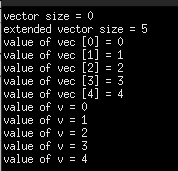 vector size = 0
extended vector size = 5
value of vec [0] = 0
value of vec [1] = 1
value of vec [2] = 2
value of vec [3] = 3
value of vec [4] = 4
value of v = 0
value of v = 1
value of v = 2
value of v = 3
value of v = 4